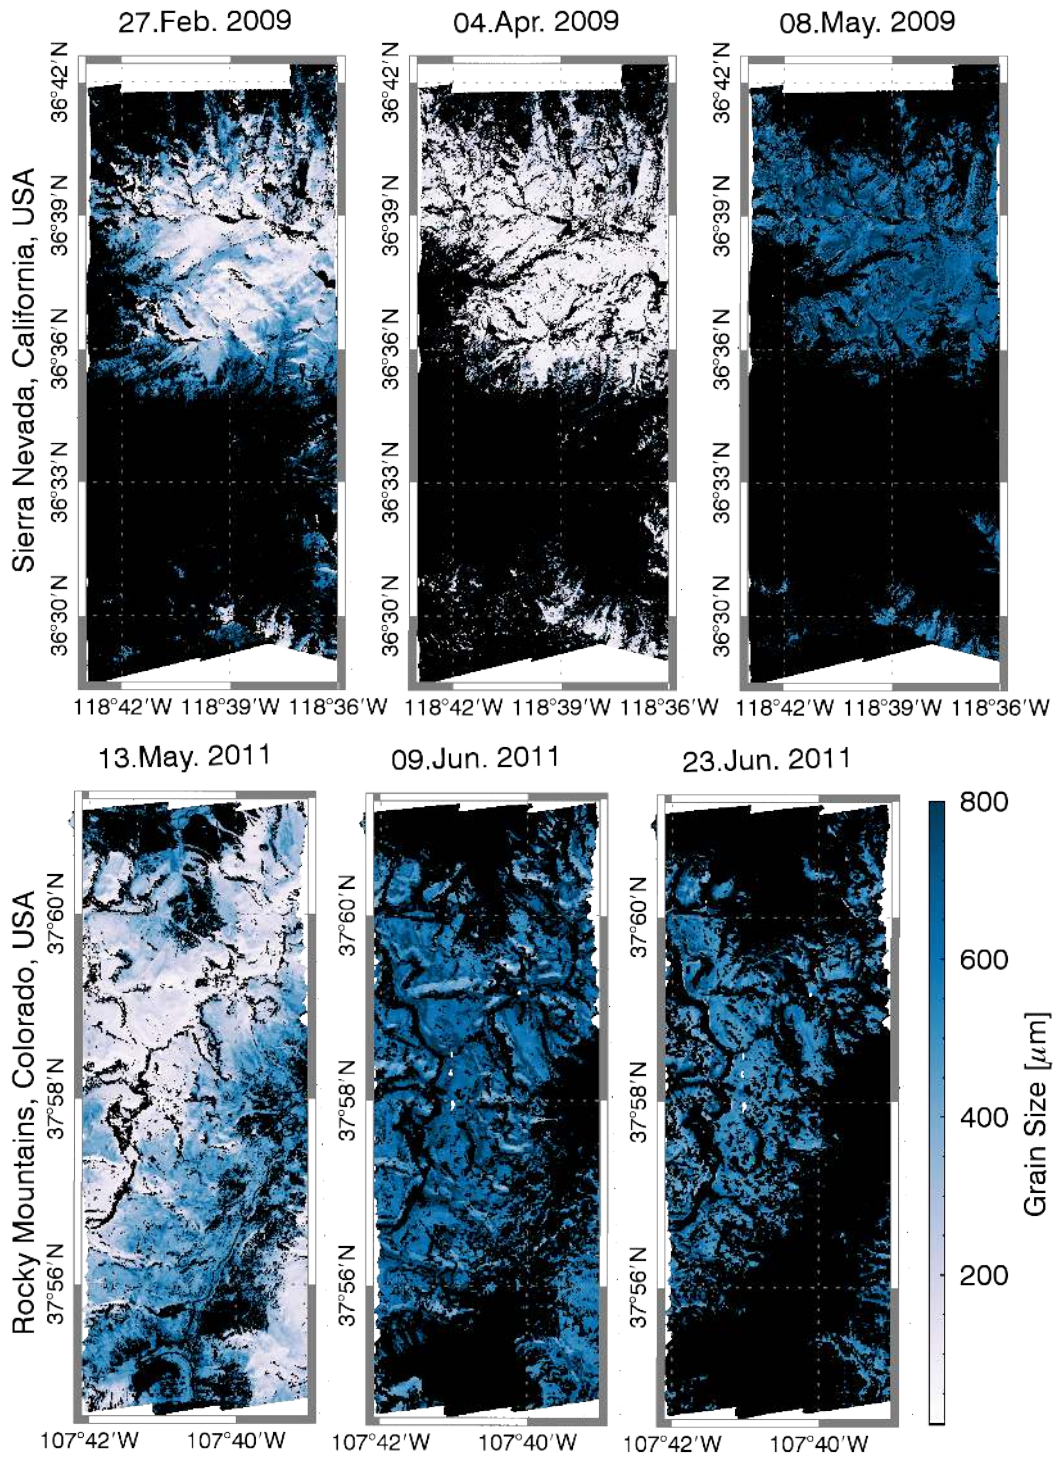 27.Feb. 2009
04.Apr. 2009
08.May. 2009
Sierra Nevada, California, USA
36°42'N
36°39'N
36°36'N
36°33'N
36°30'N
36°42'N
36°39'N
36°36'N
36°33'N
36°30'N
36°42'N
36°39'N
36°36'N
36°33'N
36°30'N
118°42'W 118°39'W 118°36'W
118°42'W 118°39'W 118°36'W
118°42'W 118°39'W 118°36'W
13.May. 2011
09.Jun. 2011
23.Jun. 2011
Rocky Mountains, Colorado, USA
37°60'N
37°58'N
37°56'N
37°60'N
37°58'N
37°56'N
37°60'N
37°58'N
37°56'N
107°42'W 107°40'W
107°42'W 107°40'W
107°42'W 107°40'W
800
600
400
200
Grain Size [μm]